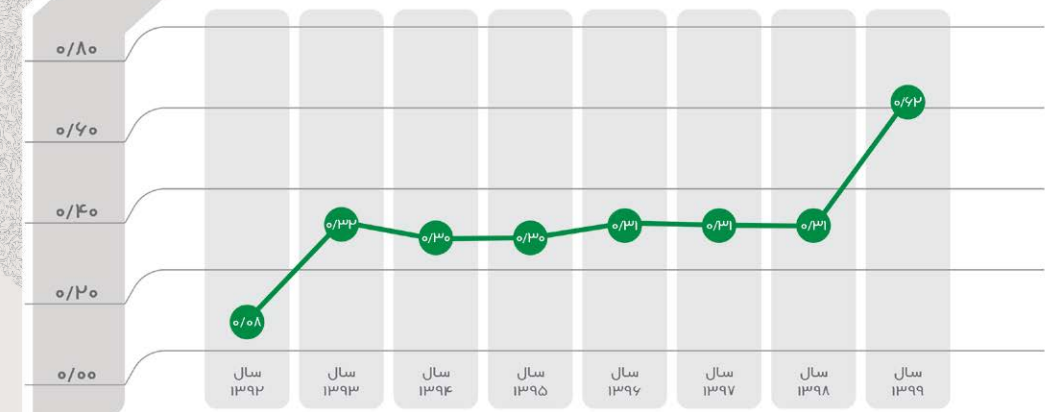 ۰/۸۰
۰/۶۰
۰/۴۰
۰/۲۰
۰/۰۰
۰/۰۸
۰/۳۲
۰/۳۰
۰/۳۰
۰/۳۱
۰/۳۱
۰/۳۱
۰/۶۲
سال
۱۳۹۲
سال
۱۳۹۳
سال
۱۳۹۴
سال
۱۳۹۵
سال
۱۳۹۶
سال
۱۳۹۷
سال
۱۳۹۸
سال
۱۳۹۹